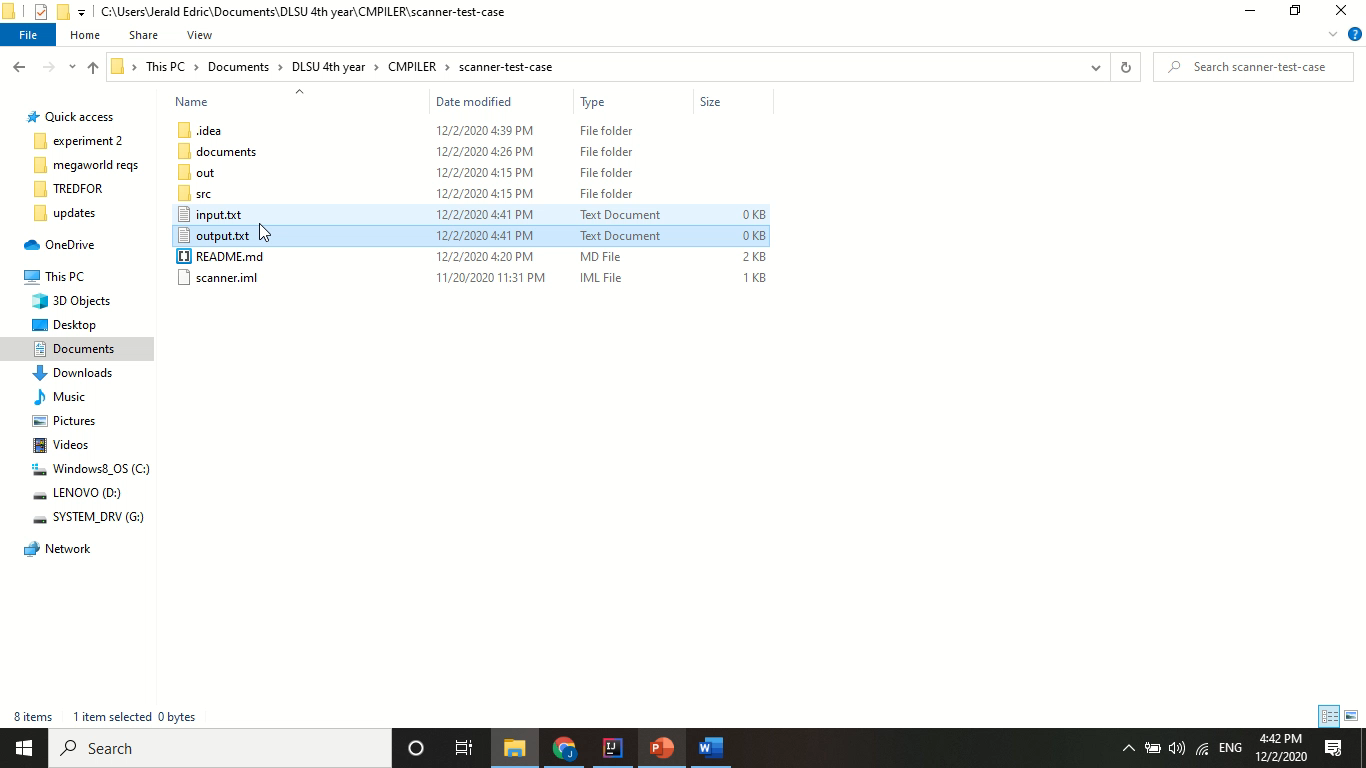 C:\Users\Jerald Edric\Documents\DLSU 4th year\CMPILER\scanner-test-case
File Home Share View
This PC Documents DLSU 4th year CMPILER scanner-test-case Search scanner-test-case
Name Date modified Type Size
Quick access
experiment 2
megaworld reqs
TREDFOR
updates
OneDrive
This PC
3D Objects
Desktop
Documents
Downloads
Music
Pictures
Videos
Windows8_OS (C:)
LENOVO (D:)
SYSTEM_DRV (G:)
Network
.idea 12/2/2020 4:39 PM File folder
documents 12/2/2020 4:26 PM File folder
out 12/2/2020 4:15 PM File folder
src 12/2/2020 4:15 PM File folder
input.txt 12/2/2020 4:41 PM Text Document 0 KB
output.txt 12/2/2020 4:41 PM Text Document 0 KB
README.md 12/2/2020 4:20 PM MD File 2 KB
scanner.iml 11/20/2020 11:31 PM IML File 1 KB
8 items 1 item selected 0 bytes
Search
ENG
4:42 PM
12/2/2020